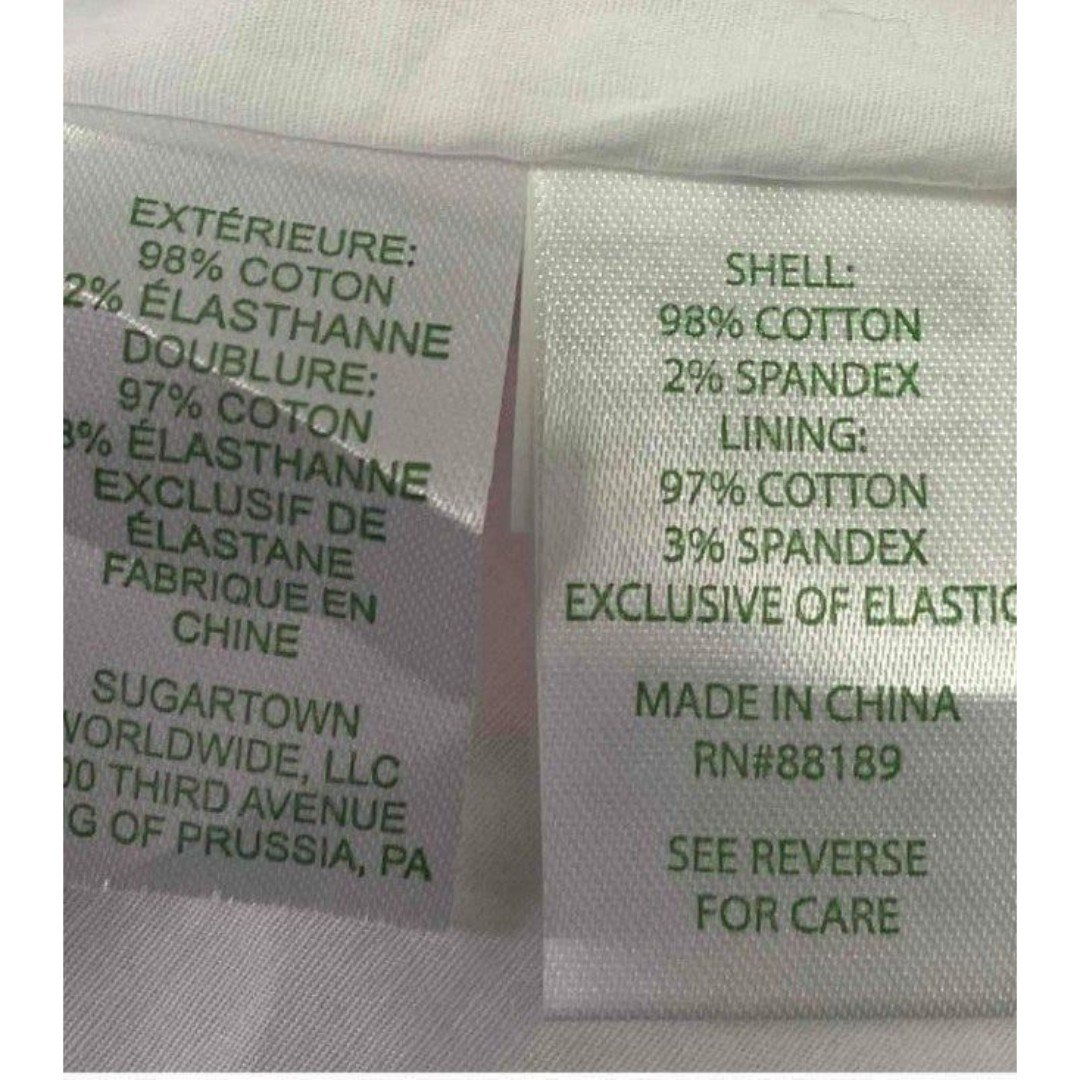 EXTÉRIEURE:
98% COTON
2% ÉLASTHANNE
DOUBLURE:
97% COTON
3% ÉLASTHANNE
EXCLUSIF DE
ÉLASTANE
FABRIQUE EN
CHINE
SUGARTOWN
WORLDWIDE, LLC
00 THIRD AVENUE
G OF PRUSSIA, PA
SHELL:
98% COTTON
2% SPANDEX
LINING:
97% COTTON
3% SPANDEX
EXCLUSIVE OF ELASTIC
MADE IN CHINA
RN#88189
SEE REVERSE
FOR CARE